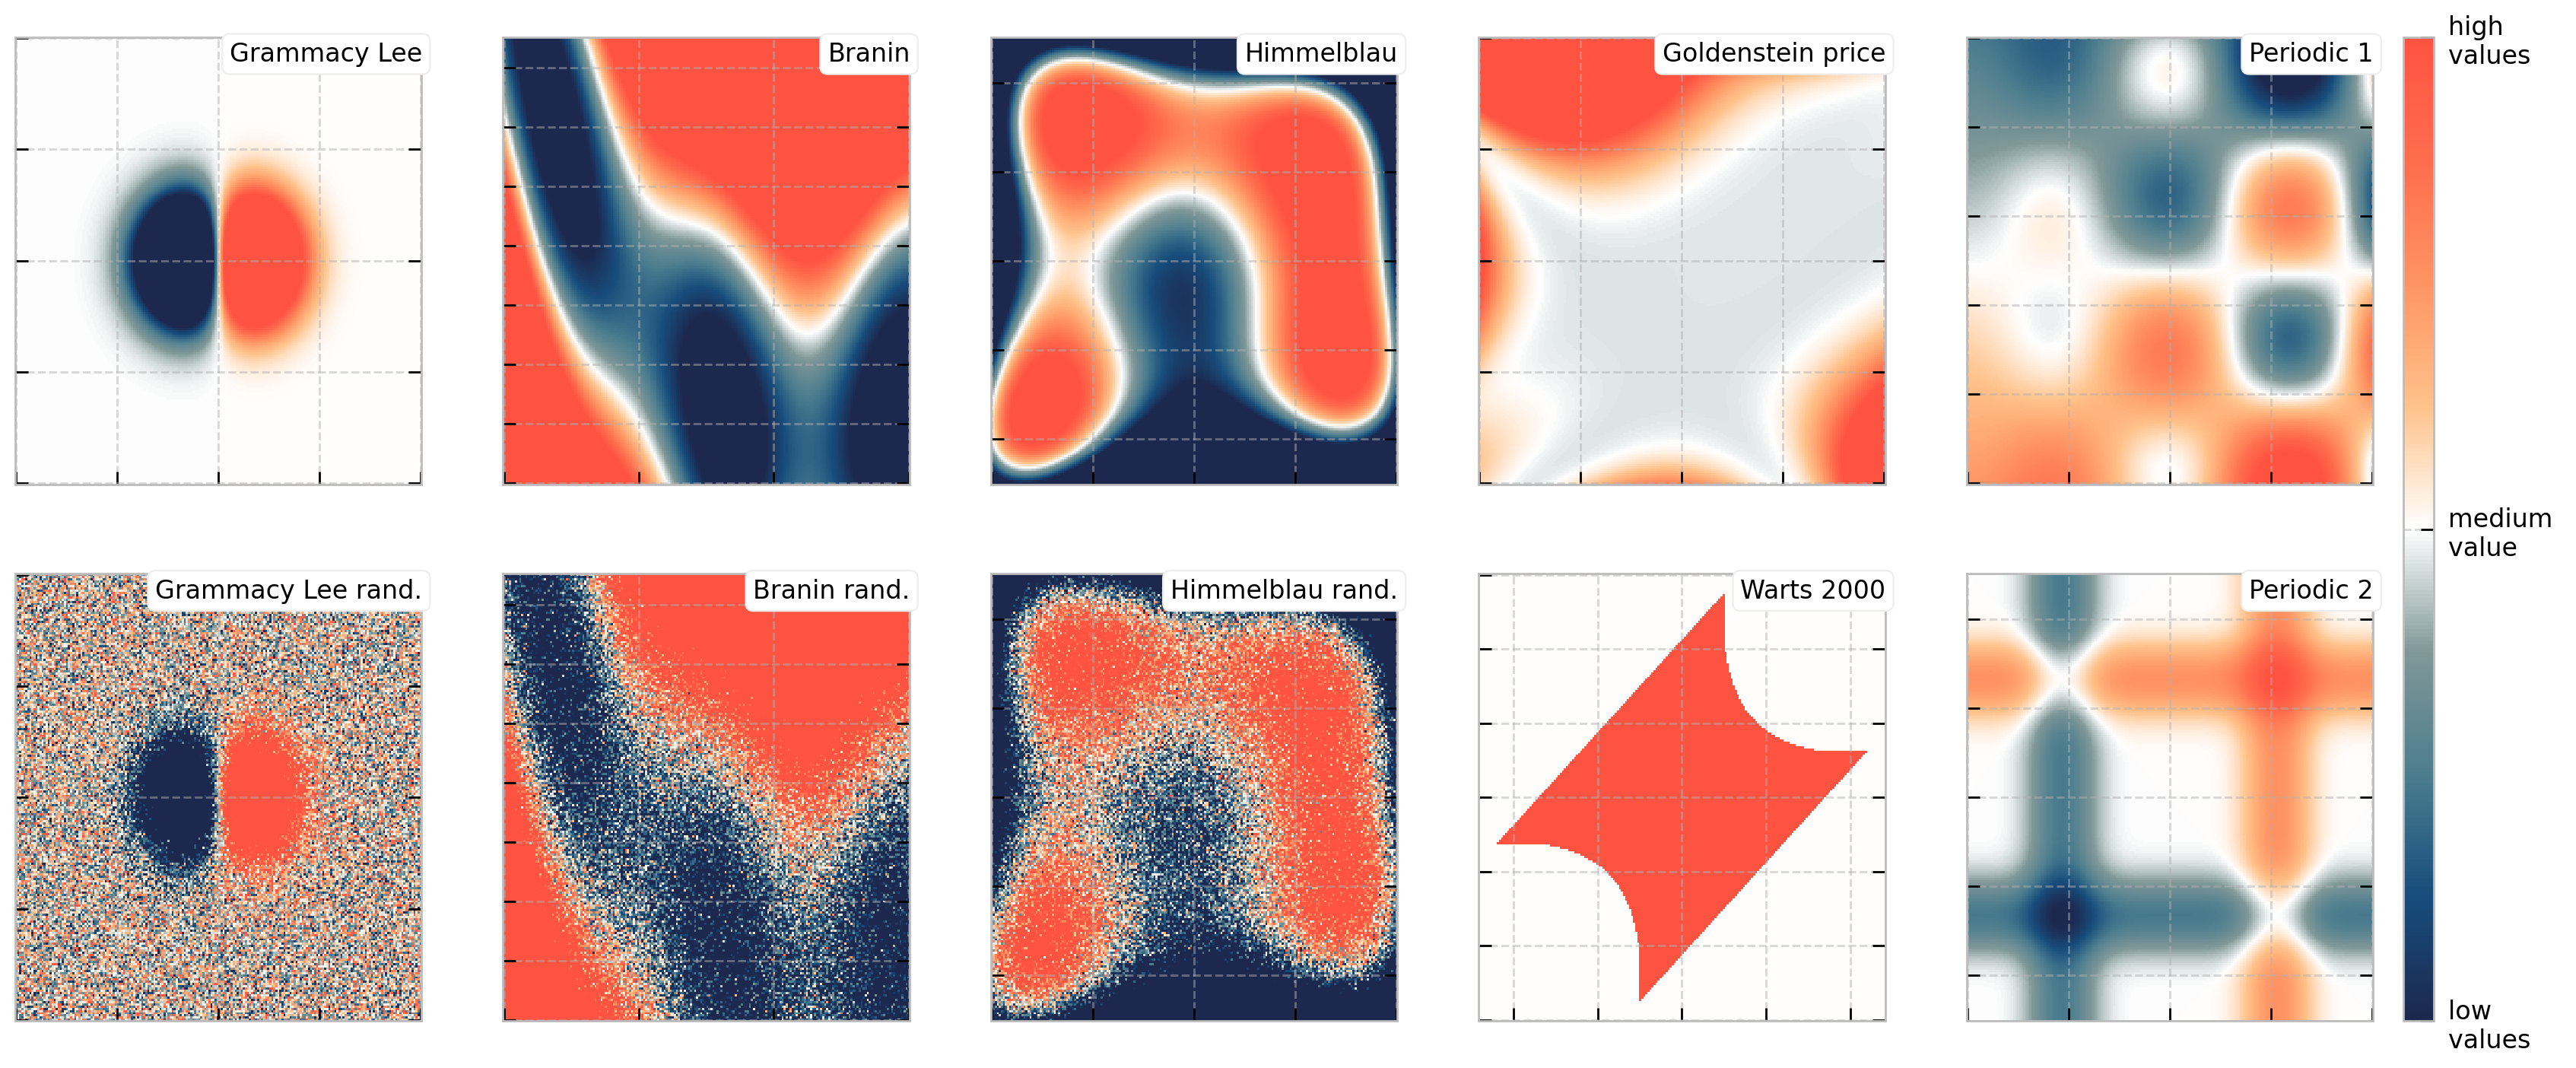 Grammacy Lee
Branin
Himmelblau
Goldenstein price
Periodic 1
high
values
medium
value
Grammacy Lee rand.
Branin rand.
Himmelblau rand.
Warts 2000
Periodic 2
low
values